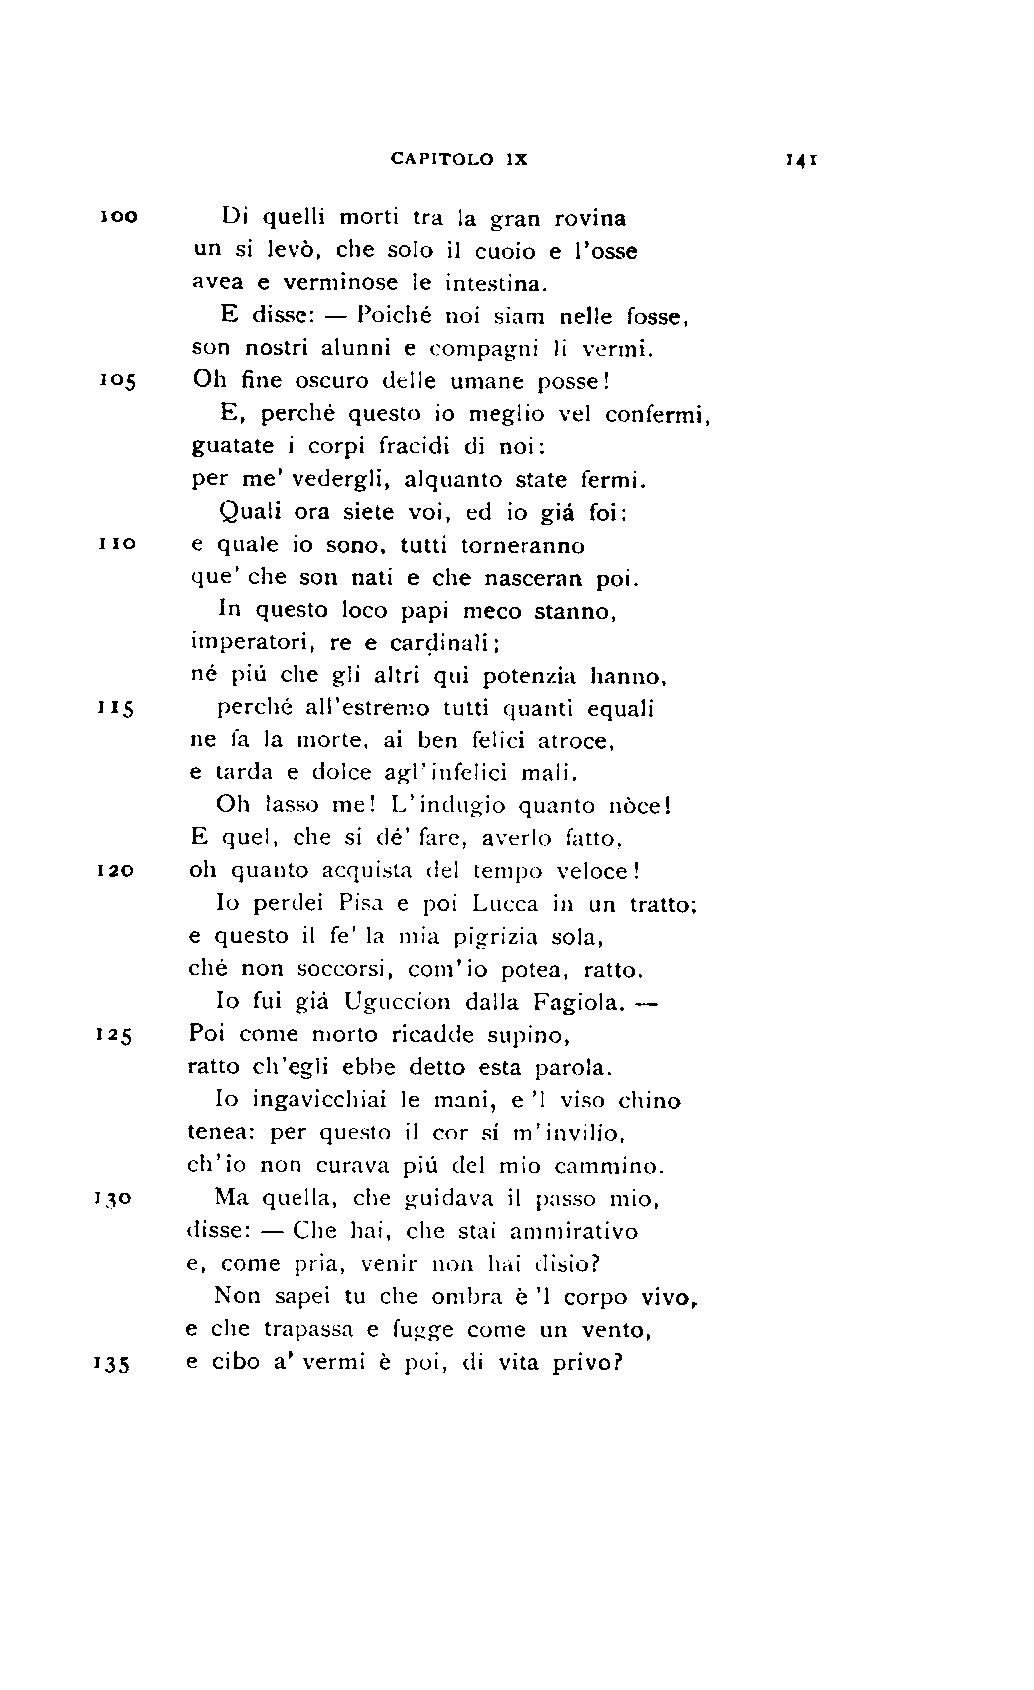 CAPITOLO IX 141
100 Di quelli morti tra la gran rovina
un si levò, che solo il cuoio e l'osse
avea e verminose le intestina.
E disse: — Poiché noi siam nelle fosse,
son nostri alunni e compagni li vermi.
105 Oh fine oscuro delle umane posse!
E, perché questo io meglio vel confermi,
guatate i corpi fracidi di noi:
per me' vedergli, alquanto state fermi.
Quali ora siete voi, ed io giá foi:
110 e quale io sono, tutti torneranno
que' che son nati e che nasceran poi.
In questo loco papi meco stanno,
imperatori, re e cardinali;
né piú che gli altri qui potenzia hanno,
115 perché all'estremo tutti quanti equali
ne fa la morte, ai ben felici atroce,
e tarda e dolce agl'infelici mali.
Oh lasso me! L'indugio quanto nòce!
E quel, che si dé' fare, averlo fatto,
120 oh quanto acquista del tempo veloce!
Io perdei Pisa e poi Lucca in un tratto;
e questo il fe' la mia pigrizia sola,
ché non soccorsi, com'io potea, ratto.
Io fui giá Uguccion dalla Fagiola. —
125 Poi come morto ricadde supino,
ratto ch'egli ebbe detto esta parola.
Io ingavicchiai le mani, e 'l viso chino
tenea: per questo il cor sí m'invilio,
ch'io non curava piú del mio cammino.
130 Ma quella, che guidava il passo mio,
disse: — Che hai, che stai ammirativo
e, come pria, venir non hai disio?
Non sapei tu che ombra è 'l corpo vivo,
e che trapassa e fugge come un vento,
135 e cibo a' vermi è poi, di vita privo?